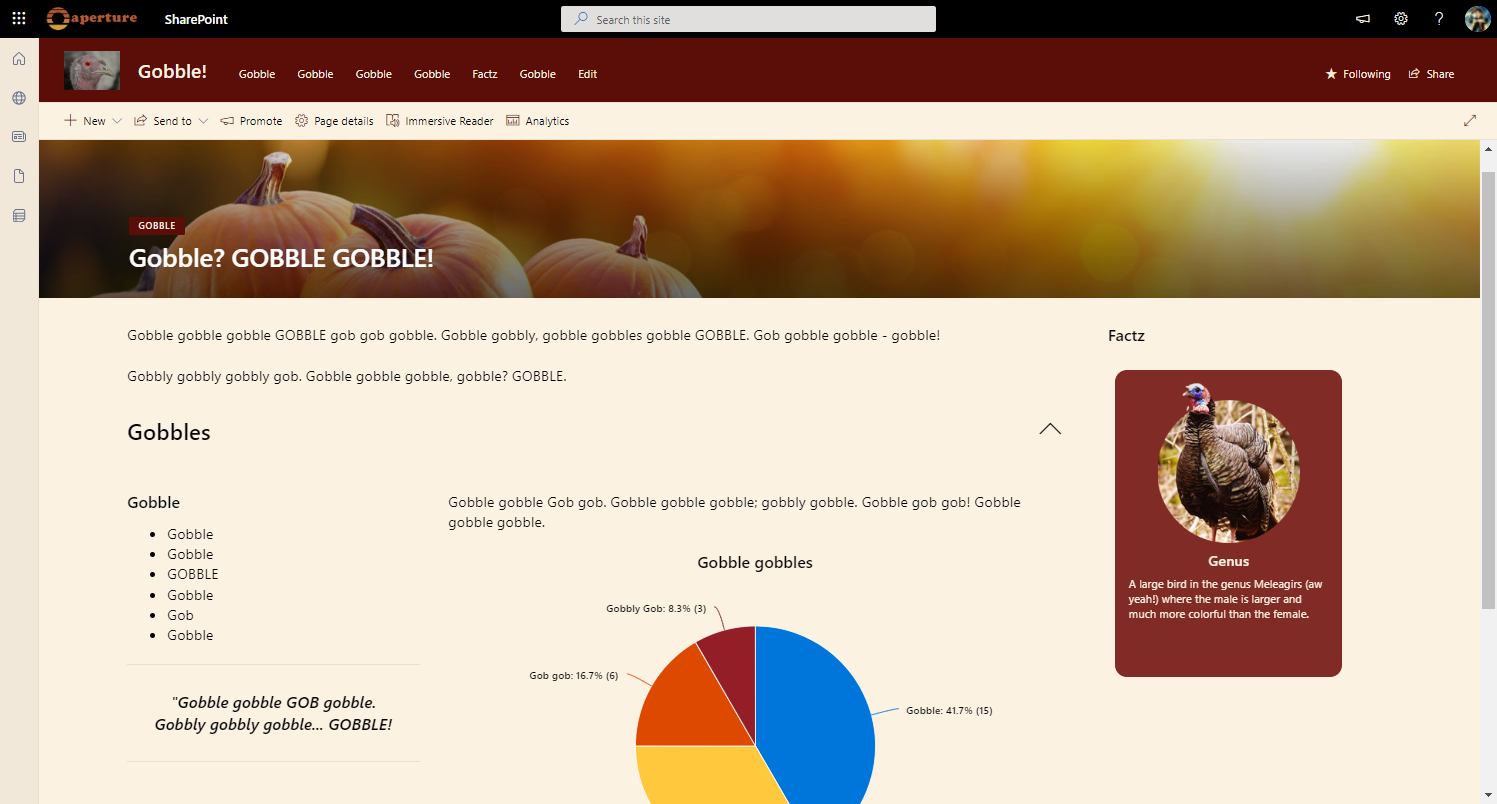 aperture
SharePoint
Search this site
?
Gobble!
Gobble
Gobble
Gobble
Gobble
Factz
Gobble
Edit
Following
Share
New
Send to
Promote
Page details
Immersive Reader
Analytics
GOBBLE
Gobble? GOBBLE GOBBLE!
Gobble gobble gobble GOBBLE gob gob gobble. Gobble gobbly, gobble gobbles gobble GOBBLE. Gob gobble gobble - gobble!
Gobbly gobbly gobbly gob. Gobble gobble gobble, gobble? GOBBLE.
Gobbles
Gobble
• Gobble
• Gobble
• GOBBLE
• Gobble
• Gob
• Gobble
"Gobble gobble GOB gobble.
Gobbly gobbly gobble... GOBBLE!
Gobble gobble Gob gob. Gobble gobble gobble; gobbly gobble. Gobble gob gob! Gobble
gobble gobble.
Gobble gobbles
Gobbly Gob: 8.3% (3)
Gob gob: 16.7% (6)
Gobble: 41.7% (15)
Factz
Genus
A large bird in the genus Meleagirs (aw
yeah!) where the male is larger and
much more colorful than the female.